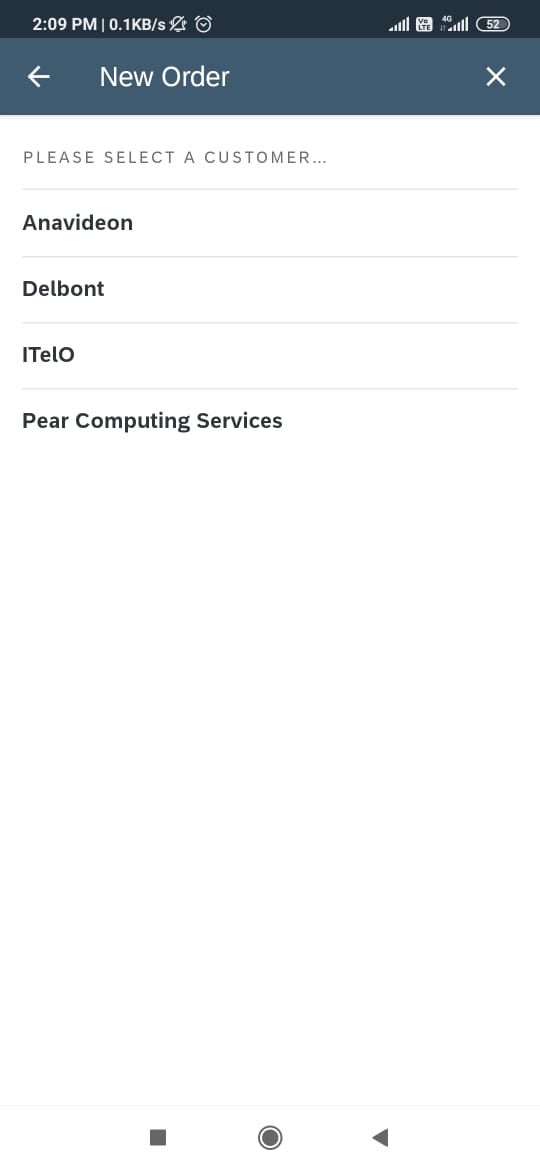 2:09 PM | 0.1KB/s
Vo LTE 4G 52
New Order
PLEASE SELECT A CUSTOMER...
Anavideon
Delbont
ITelO
Pear Computing Services